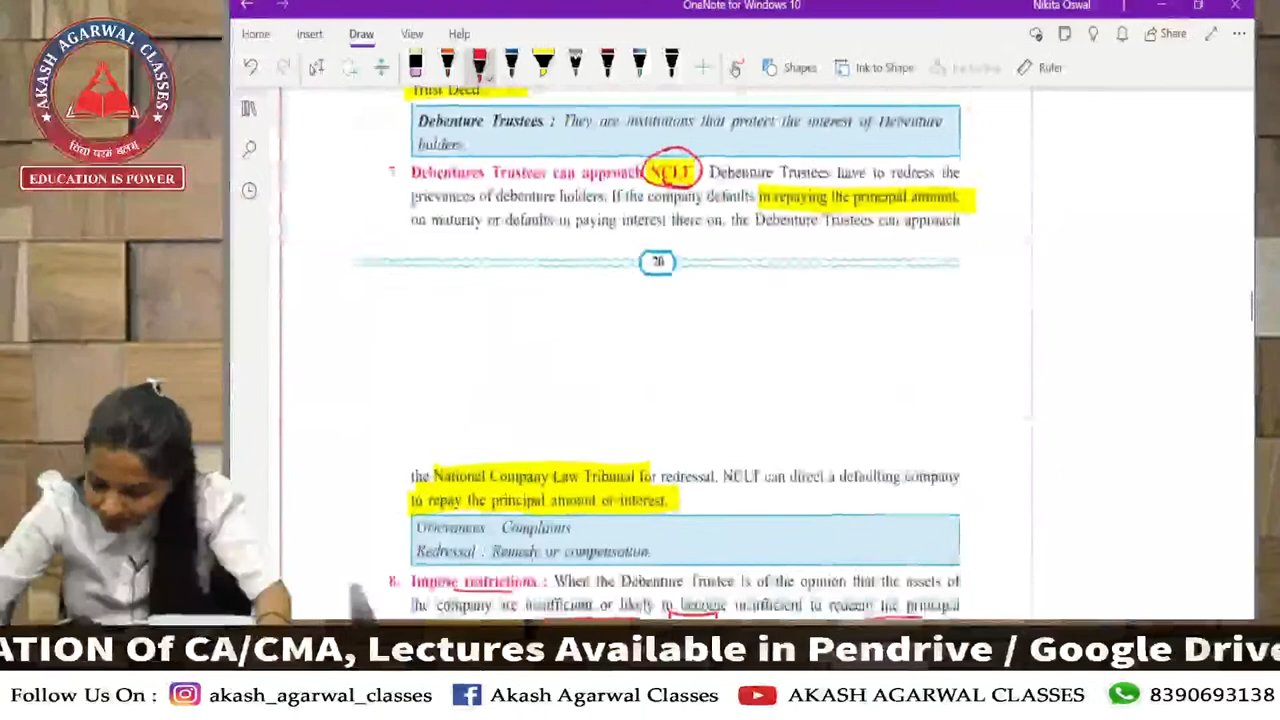 OneNote for Windows 10
Nikita Oswal
Home Insert Draw View Help
Share
Shapes
Ink to Shape
Ruler
AKASH AGARWAL CLASSES
विद्या परमं बलम्
EDUCATION IS POWER
Trust Deed
Debenture Trustees : They are institutions that protect the interest of Debenture
holders.
7. Debentures Trustees can approach NCLT Debenture Trustees have to redress the
grievances of debenture holders. If the company defaults in repaying the principal amount
on maturity or defaults in paying interest there on, the Debenture Trustees can approach
20
the National Company Law Tribunal for redressal. NCLT can direct a defaulting company
to repay the principal amount or interest.
Grievances Complaints
Redressal : Remedy or compensation.
8. Impose restrictions : When the Debenture Trustee is of the opinion that the assets of
the company are insufficient or likely to become insufficient to redeem the principal
ATION Of CA/CMA, Lectures Available in Pendrive / Google Drive
Follow Us On : akash_agarwal_classes Akash Agarwal Classes AKASH AGARWAL CLASSES 8390693138